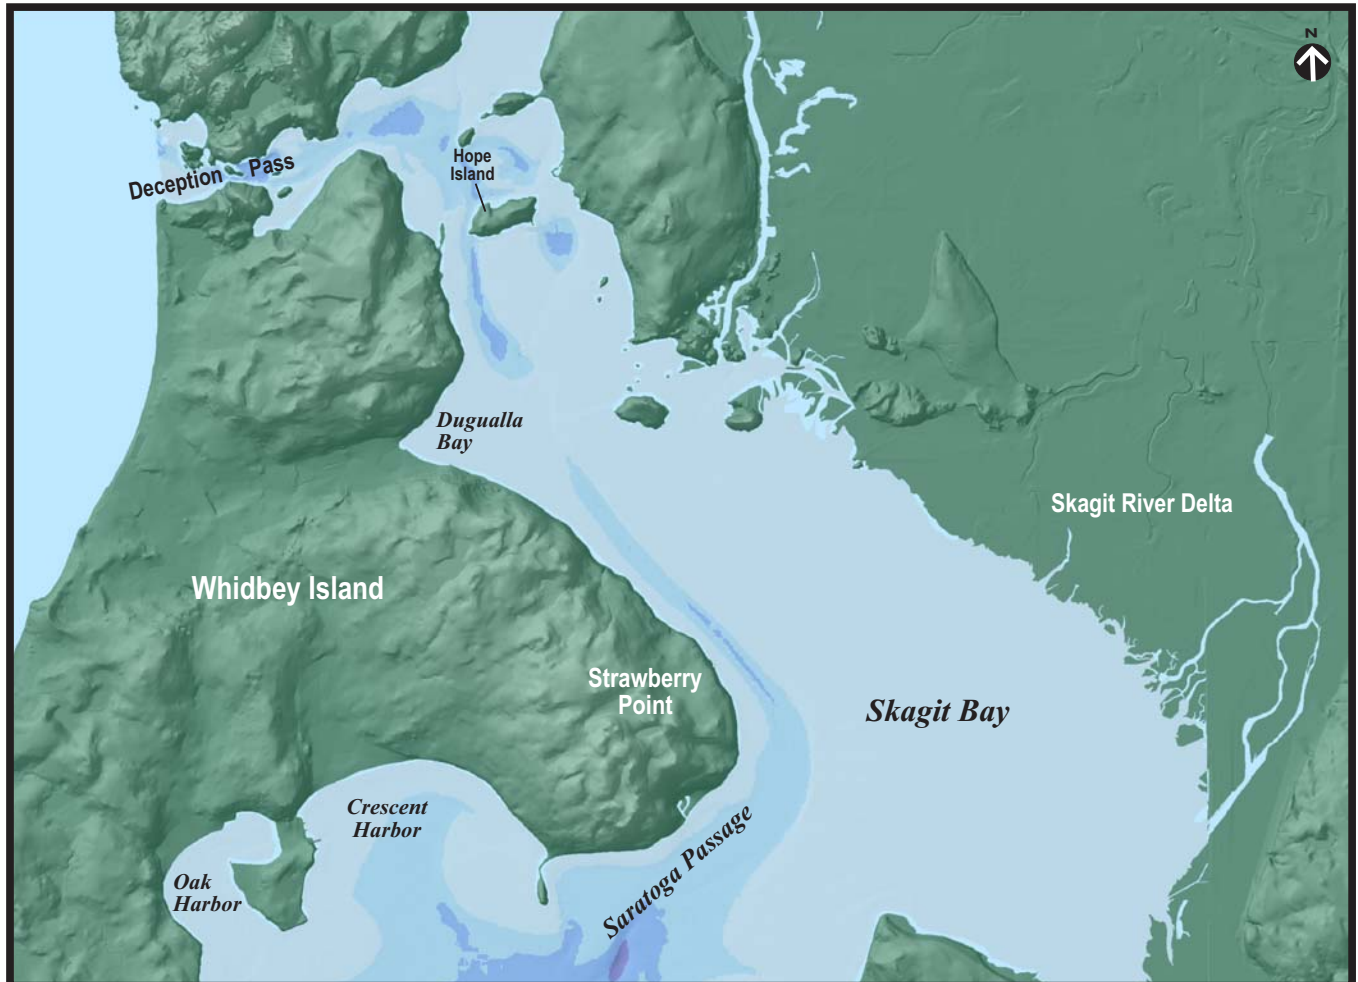 N
Deception Pass
Hope
Island
Dugualla
Bay
Skagit River Delta
Whidbey Island
Strawberry
Point
Skagit Bay
Crescent
Harbor
Saratoga Passage
Oak
Harbor